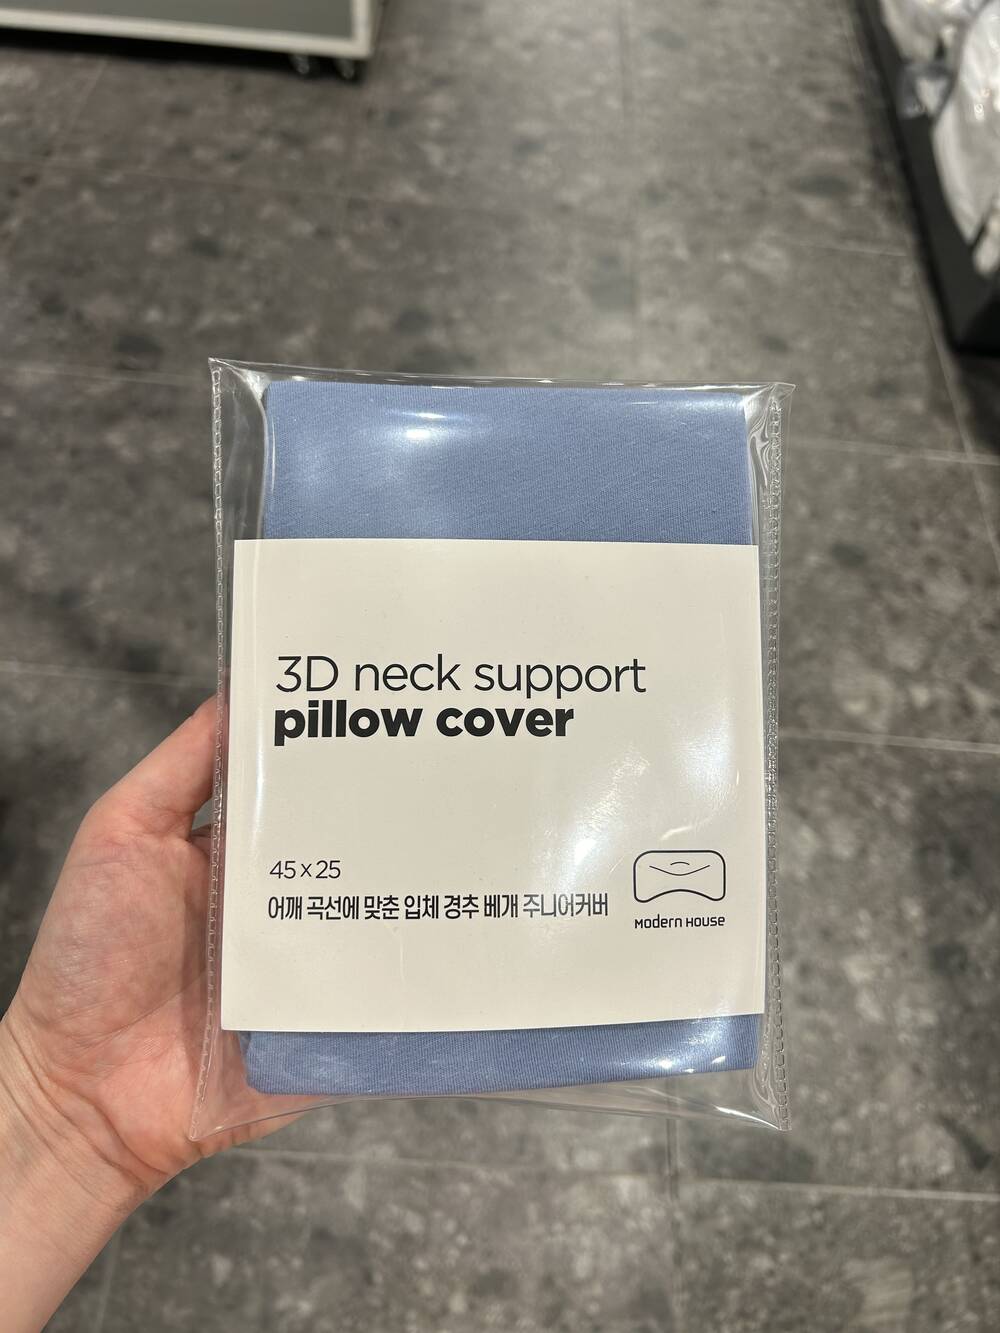 3D neck support
pillow cover
45 x 25
어깨 곡선에 맞춘 입체 경추 베개 주니어커버
Modern House